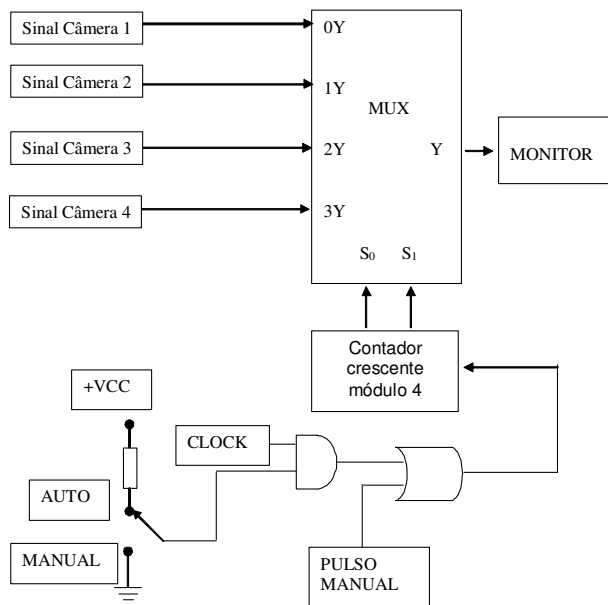 Sinal Câmera 1
0Y
Sinal Câmera 2
1Y
MUX
Sinal Câmera 3
2Y
Y
MONITOR
Sinal Câmera 4
3Y
S0 S1
Contador
crescente
módulo 4
+VCC
CLOCK
AUTO
MANUAL
PULSO
MANUAL